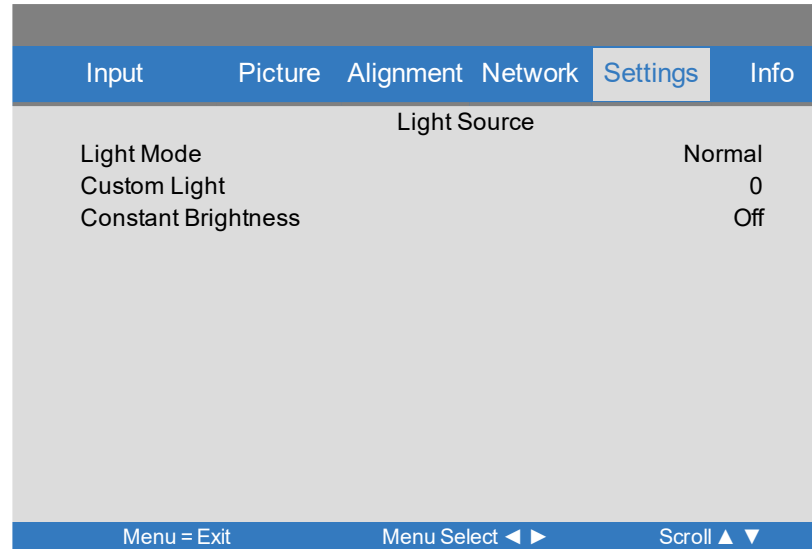 Input Picture Alignment Network Settings Info
Light Source
Light Mode Normal
Custom Light 0
Constant Brightness Off
Menu = Exit Menu Select ◄ ► Scroll ▲ ▼